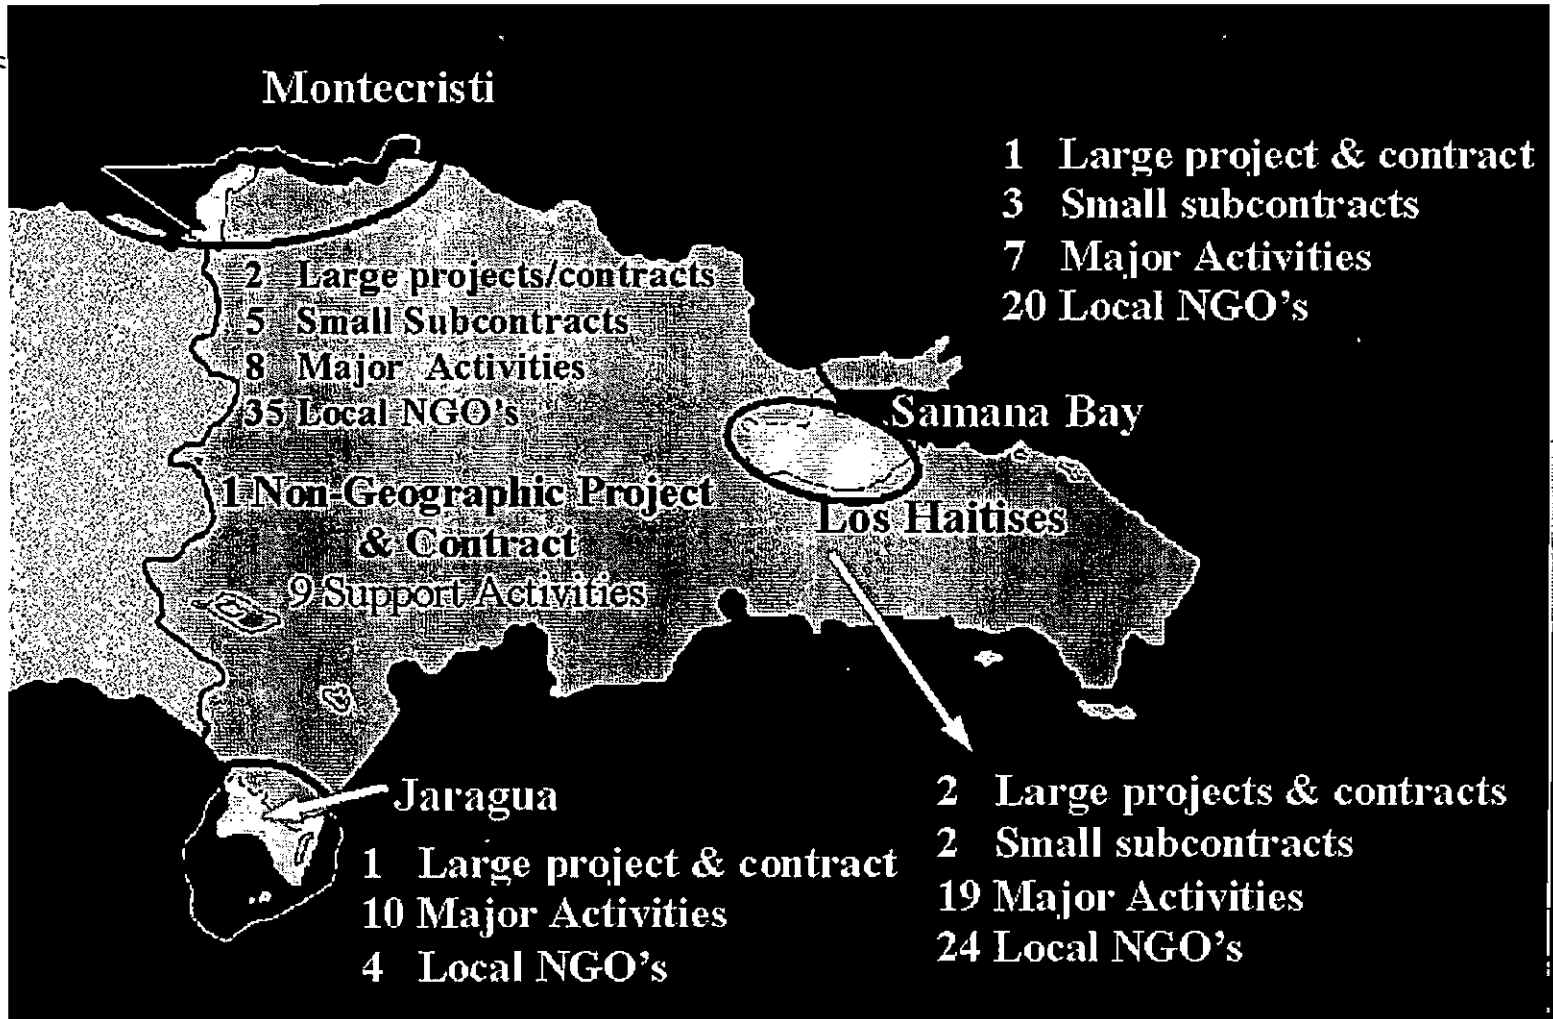 Montecristi
2 Large projects/contracts
5 Small Subcontracts
8 Major Activities
35 Local NGO's
1 Non-Geographic Project
& Contract
9 Support Activities
1 Large project & contract
3 Small subcontracts
7 Major Activities
20 Local NGO's
Samana Bay
Los Haitises
2 Large projects & contracts
2 Small subcontracts
19 Major Activities
24 Local NGO's
Jaragua
1 Large project & contract
10 Major Activities
4 Local NGO's